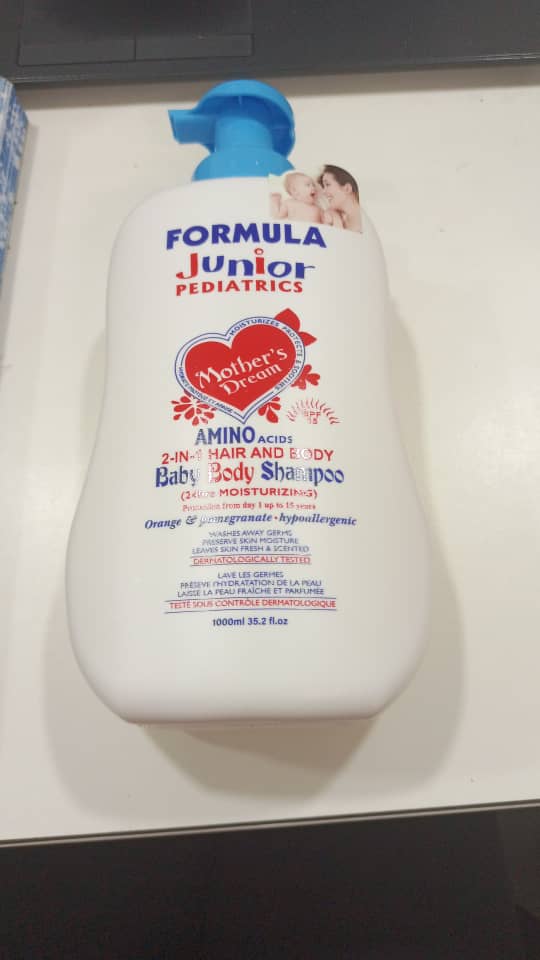 FORMULA
Junior
PEDIATRICS
MOISTURIZES PROTECTS & SOOTHES
Mother's
Dream
SPF
15
AMINO ACIDS
2-IN-1 HAIR AND BODY
Baby Body Shampoo
MOISTURIZING)
Protection from day 1 up to 15 years
Orange & pomegranate - hypoallergenic
WASHES AWAY GERMS
PRESERVE SKIN MOISTURE
LEAVES SKIN FRESH & SCENTED
DERMATOLOGICALLY TESTED
LAVE LES GERMES
PRÉSEVE l'HYDRATATION DE LA PEAU
LAISSE LA PEAU FRAÎCHE ET PARFUMÉE
TESTÉ SOUS CONTRÔLE DERMATOLOGIQUE
1000ml 35.2 fl.oz